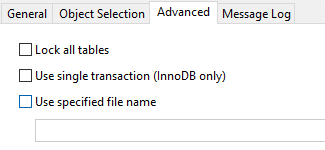 General Object Selection Advanced Message Log
Lock all tables
Use single transaction (InnoDB only)
Use specified file name